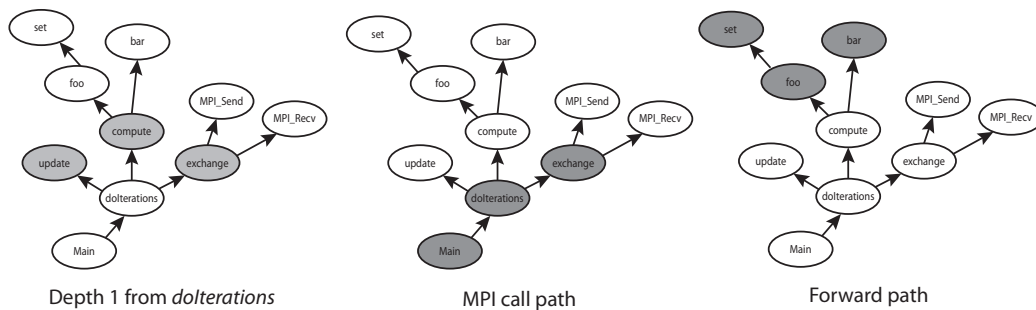 set
bar
foo
MPI_Send
MPI_Recv
compute
update
exchange
doIterations
Main
Depth 1 from doIterations
set
bar
foo
MPI_Send
MPI_Recv
compute
update
exchange
doIterations
Main
MPI call path
set
bar
foo
MPI_Send
MPI_Recv
compute
update
exchange
doIterations
Main
Forward path